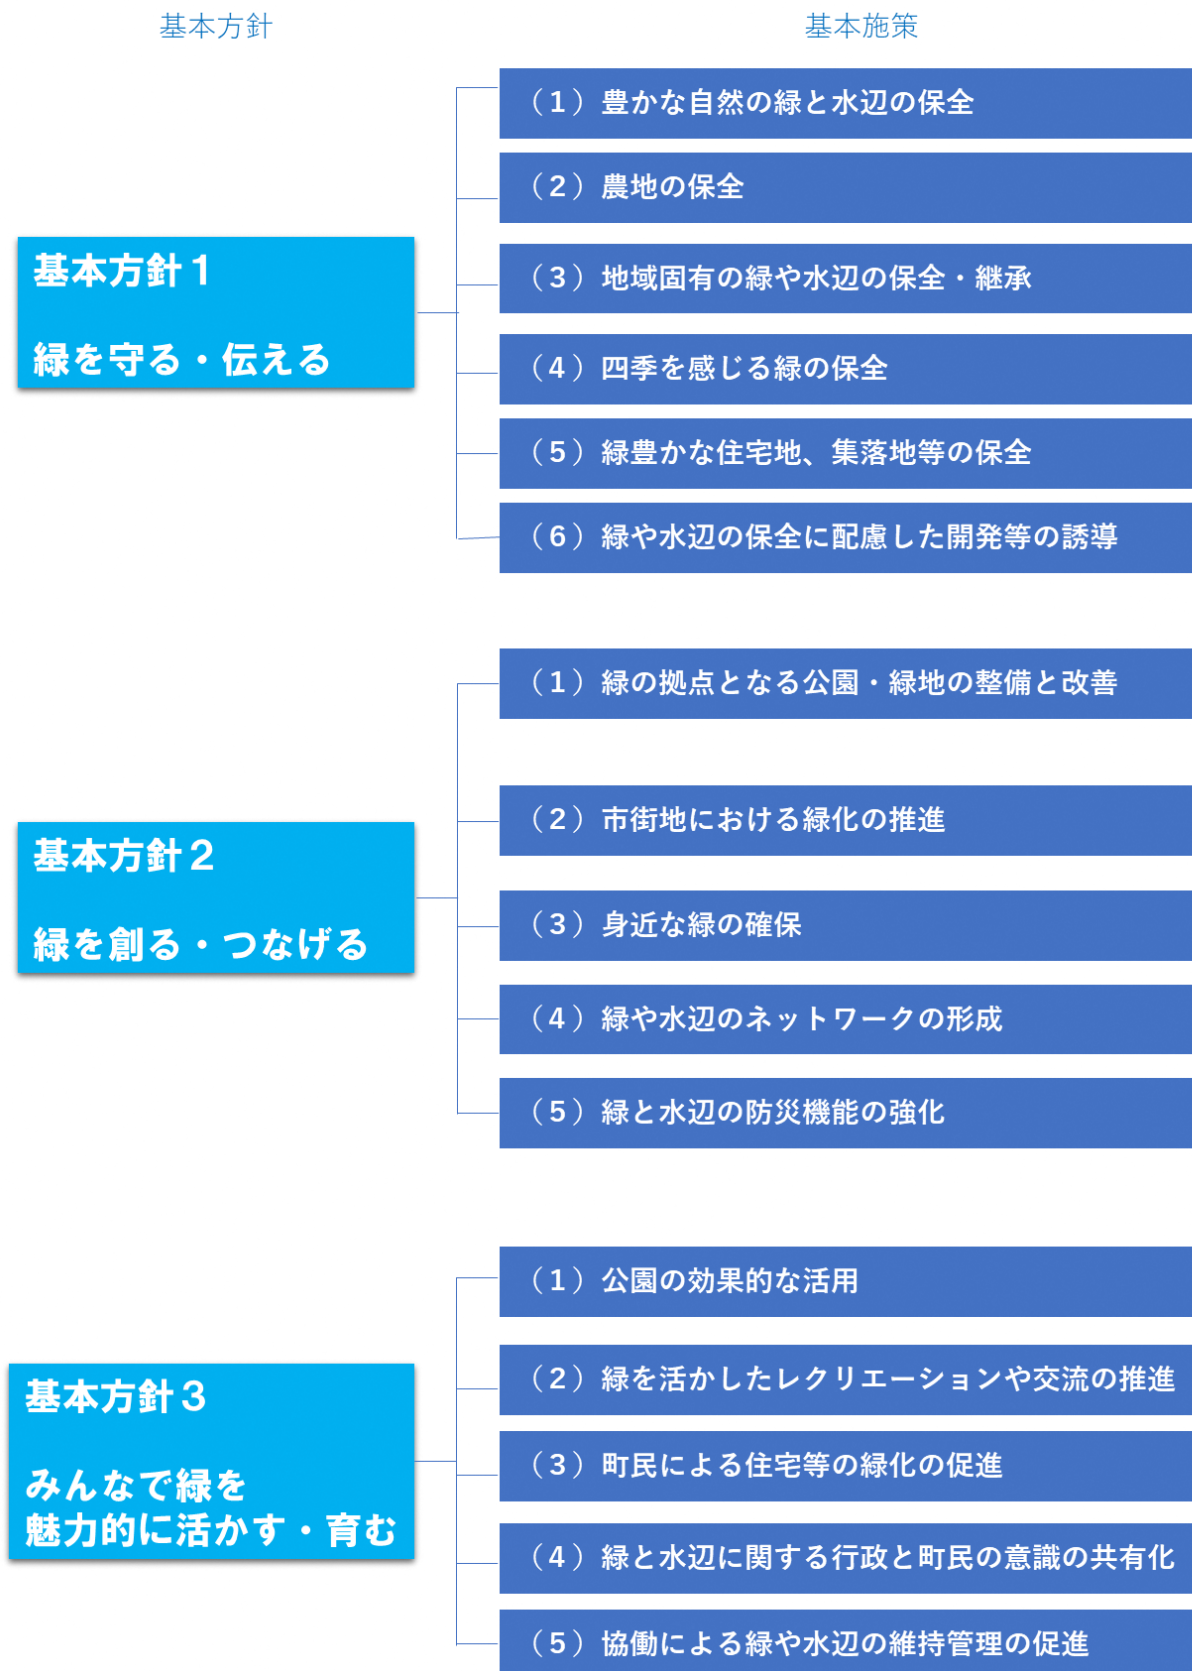 基本方針
基本施策
基本方針１
緑を守る・伝える
（１）豊かな自然の緑と水辺の保全
（２）農地の保全
（３）地域固有の緑や水辺の保全・継承
（４）四季を感じる緑の保全
（５）緑豊かな住宅地、集落地等の保全
（６）緑や水辺の保全に配慮した開発等の誘導
基本方針２
緑を創る・つなげる
（１）緑の拠点となる公園・緑地の整備と改善
（２）市街地における緑化の推進
（３）身近な緑の確保
（４）緑や水辺のネットワークの形成
（５）緑と水辺の防災機能の強化
基本方針３
みんなで緑を
魅力的に活かす・育む
（１）公園の効果的な活用
（２）緑を活かしたレクリエーションや交流の推進
（３）町民による住宅等の緑化の促進
（４）緑と水辺に関する行政と町民の意識の共有化
（５）協働による緑や水辺の維持管理の促進